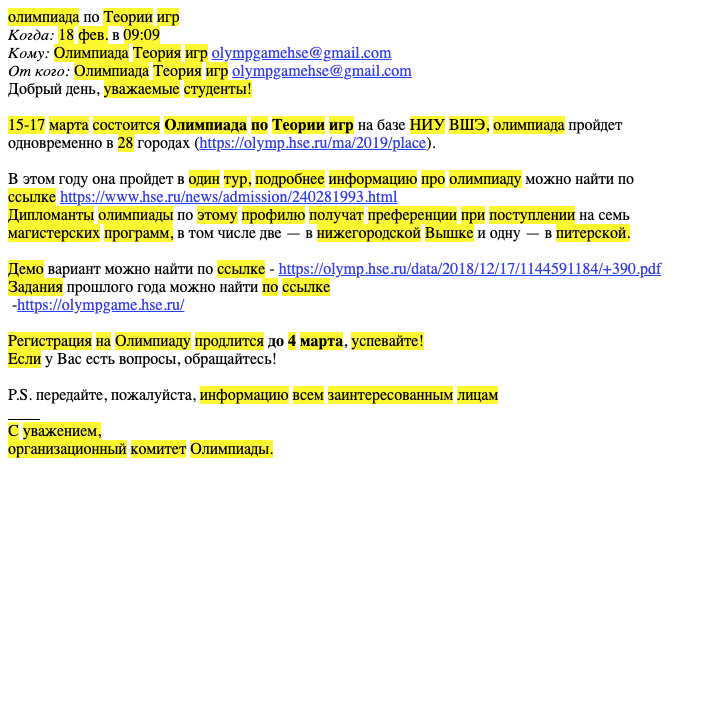 олимпиада по Теории игр
Когда: 18 фев. в 09:09
Кому: Олимпиада Теория игр olympgamehse@gmail.com
От кого: Олимпиада Теория игр olympgamehse@gmail.com
Добрый день, уважаемые студенты!
15-17 марта состоится Олимпиада по Теории игр на базе НИУ ВШЭ, олимпиада пройдет
одновременно в 28 городах (https://olymp.hse.ru/ma/2019/place).
В этом году она пройдет в один тур, подробнее информацию про олимпиаду можно найти по
ссылке https://www.hse.ru/news/admission/240281993.html
Дипломанты олимпиады по этому профилю получат преференции при поступлении на семь
магистерских программ, в том числе две — в нижегородской Вышке и одну — в питерской.
Демо вариант можно найти по ссылке - https://olymp.hse.ru/data/2018/12/17/1144591184/+390.pdf
Задания прошлого года можно найти по ссылке
-https://olympgame.hse.ru/
Регистрация на Олимпиаду продлится до 4 марта, успевайте!
Если у Вас есть вопросы, обращайтесь!
P.S. передайте, пожалуйста, информацию всем заинтересованным лицам
____
С уважением,
организационный комитет Олимпиады.